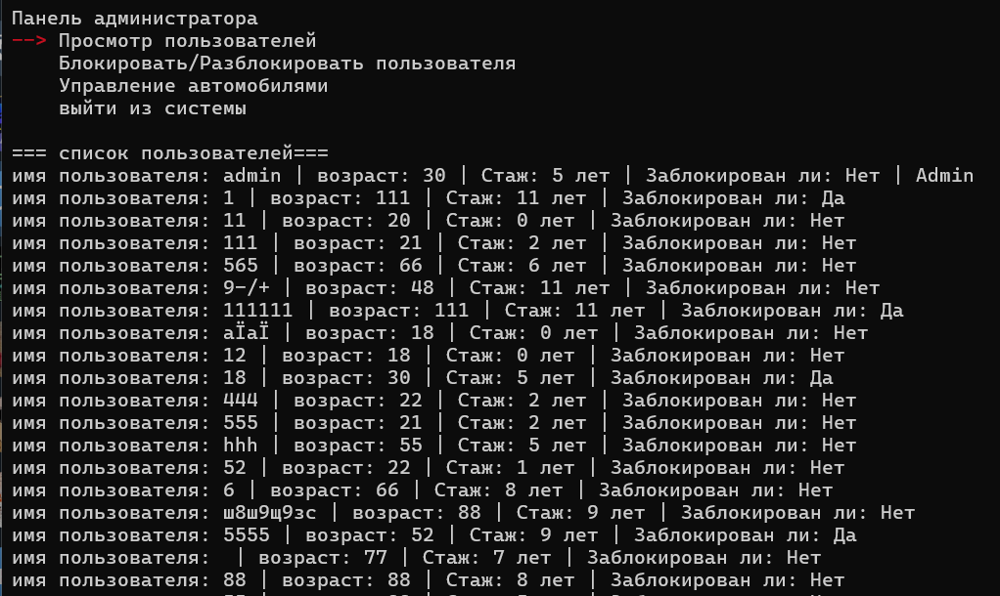 Панель администратора
--> Просмотр пользователей
Блокировать/Разблокировать пользователя
Управление автомобилями
выйти из системы
=== список пользователей===
имя пользователя: admin | возраст: 30 | Стаж: 5 лет | Заблокирован ли: Нет | Admin
имя пользователя: 1 | возраст: 111 | Стаж: 11 лет | Заблокирован ли: Да
имя пользователя: 11 | возраст: 20 | Стаж: 0 лет | Заблокирован ли: Нет
имя пользователя: 111 | возраст: 21 | Стаж: 2 лет | Заблокирован ли: Нет
имя пользователя: 565 | возраст: 66 | Стаж: 6 лет | Заблокирован ли: Нет
имя пользователя: 9-/+ | возраст: 48 | Стаж: 11 лет | Заблокирован ли: Нет
имя пользователя: 111111 | возраст: 111 | Стаж: 11 лет | Заблокирован ли: Да
имя пользователя: аЇаЇ | возраст: 18 | Стаж: 0 лет | Заблокирован ли: Нет
имя пользователя: 12 | возраст: 18 | Стаж: 0 лет | Заблокирован ли: Нет
имя пользователя: 18 | возраст: 30 | Стаж: 5 лет | Заблокирован ли: Да
имя пользователя: 444 | возраст: 22 | Стаж: 2 лет | Заблокирован ли: Нет
имя пользователя: 555 | возраст: 21 | Стаж: 2 лет | Заблокирован ли: Нет
имя пользователя: hhh | возраст: 55 | Стаж: 5 лет | Заблокирован ли: Нет
имя пользователя: 52 | возраст: 22 | Стаж: 1 лет | Заблокирован ли: Нет
имя пользователя: 6 | возраст: 66 | Стаж: 8 лет | Заблокирован ли: Нет
имя пользователя: ш8ш9щ9зс | возраст: 88 | Стаж: 9 лет | Заблокирован ли: Нет
имя пользователя: 5555 | возраст: 52 | Стаж: 9 лет | Заблокирован ли: Да
имя пользователя:  | возраст: 77 | Стаж: 7 лет | Заблокирован ли: Нет
имя пользователя: 88 | возраст: 88 | Стаж: 8 лет | Заблокирован ли: Нет